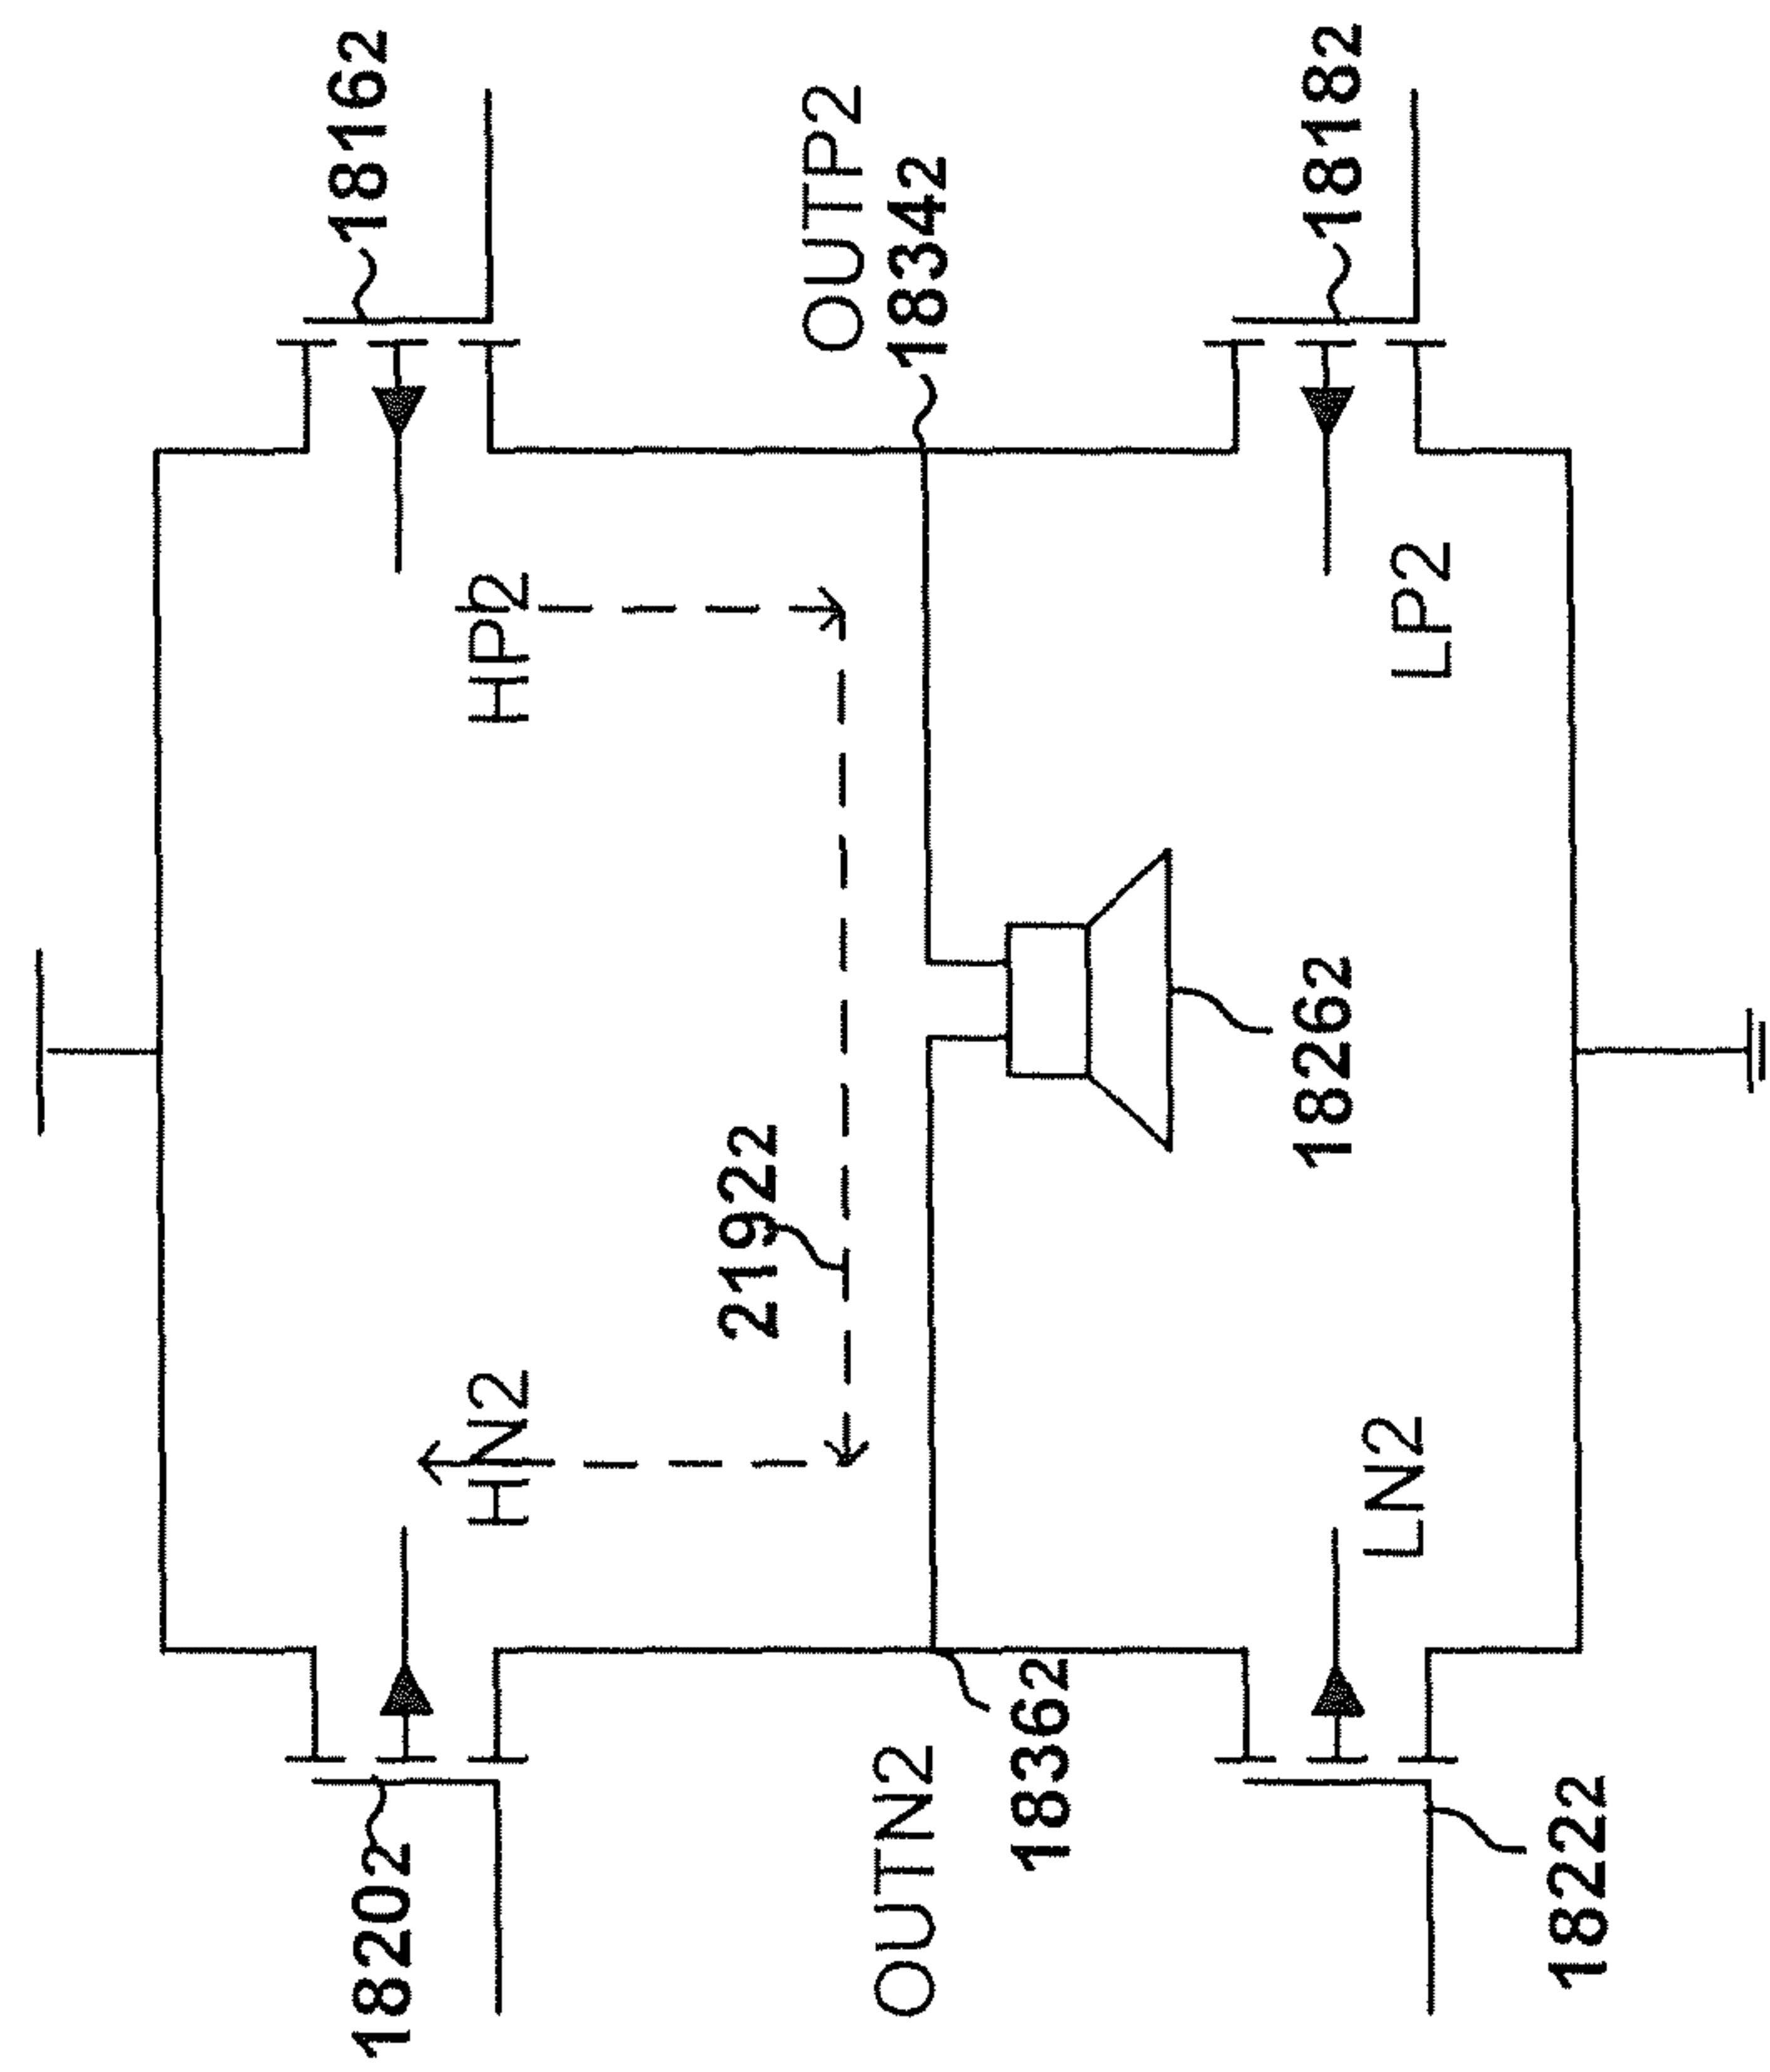 1816₂
HP2
OUTP2
1834₂
1818₂
LP2
2192₂
1826₂
HN2
1820₂
OUTN2
1836₂
LN2
1822₂